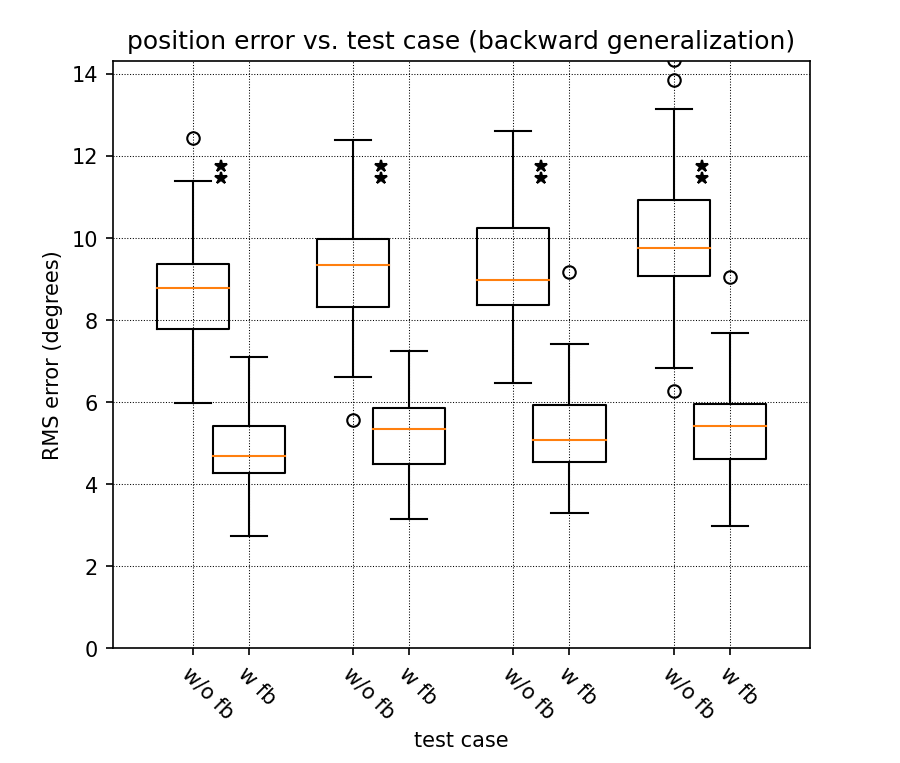 position error vs. test case (backward generalization)
RMS error (degrees)
14
12
10
8
6
4
2
0
w/o fb
w fb
w/o fb
w fb
w/o fb
w fb
w/o fb
w fb
test case